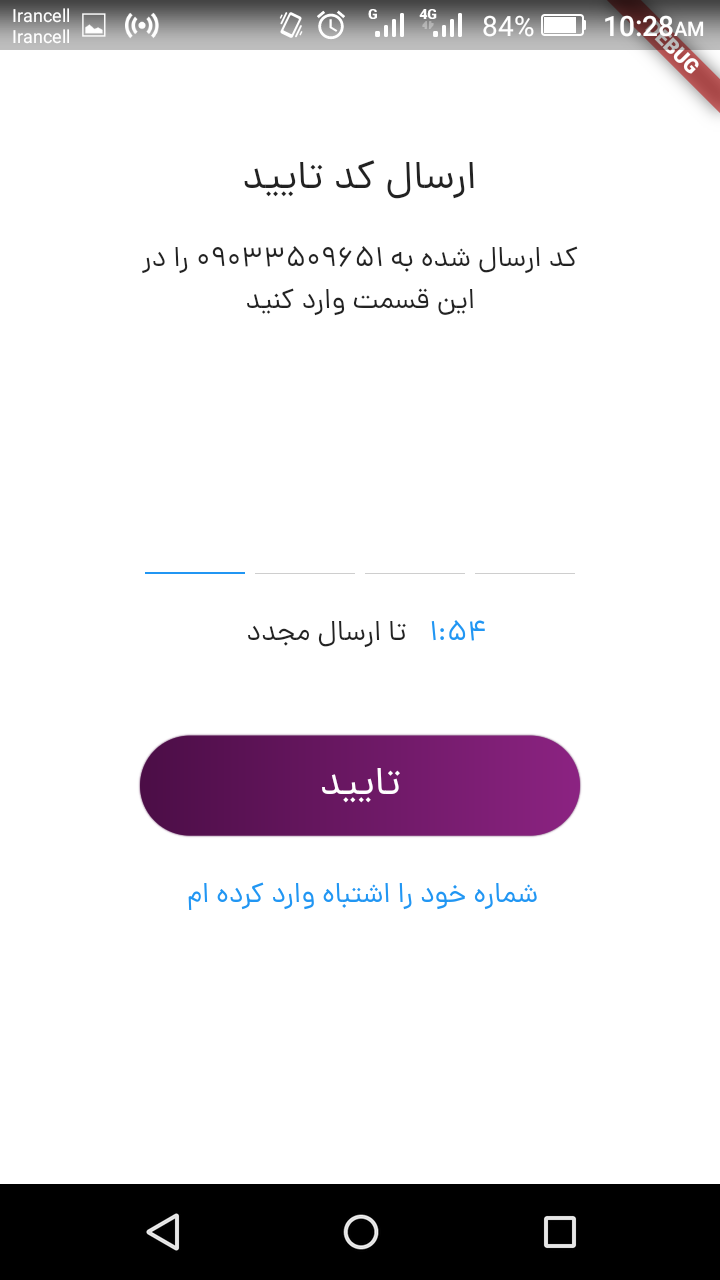 Irancell
Irancell
G
4G
84%
10:28AM
ارسال کد تایید
کد ارسال شده به ۰۹۰۳۳۵۰۹۶۵۱ را در
این قسمت وارد کنید
۱:۵۴ تا ارسال مجدد
تایید
شماره خود را اشتباه وارد کرده ام